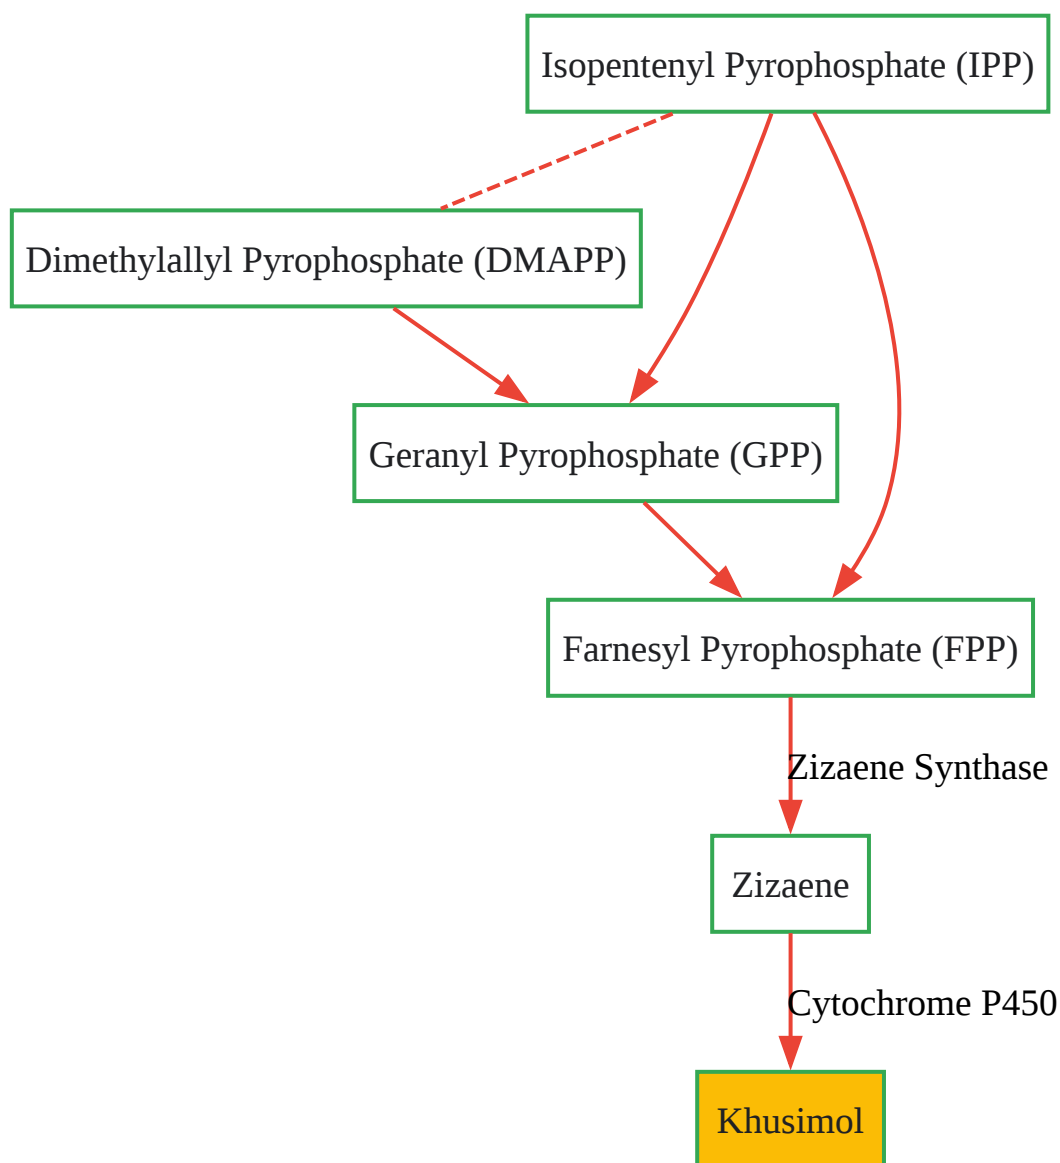 Isopentenyl Pyrophosphate (IPP)
Dimethylallyl Pyrophosphate (DMAPP)
Geranyl Pyrophosphate (GPP)
Farnesyl Pyrophosphate (FPP)
Zizaene Synthase
Zizaene
Cytochrome P450
Khusimol